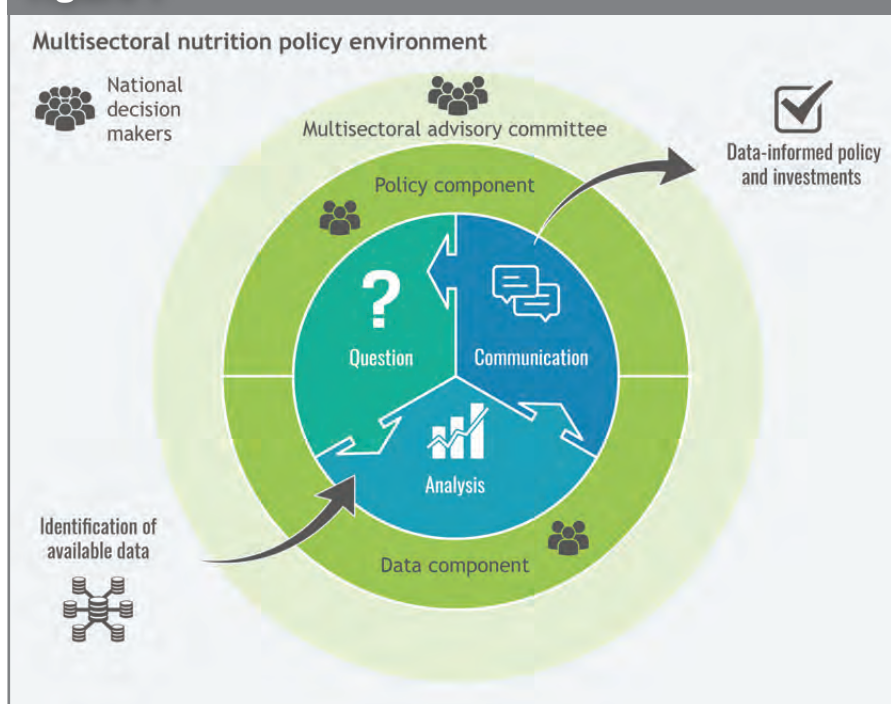 Multisectoral nutrition policy environment
National
decision
makers
Multisectoral advisory committee
Data-informed policy
and investments
Policy component
?
Question
Communication
Analysis
Identification of
available data
Data component